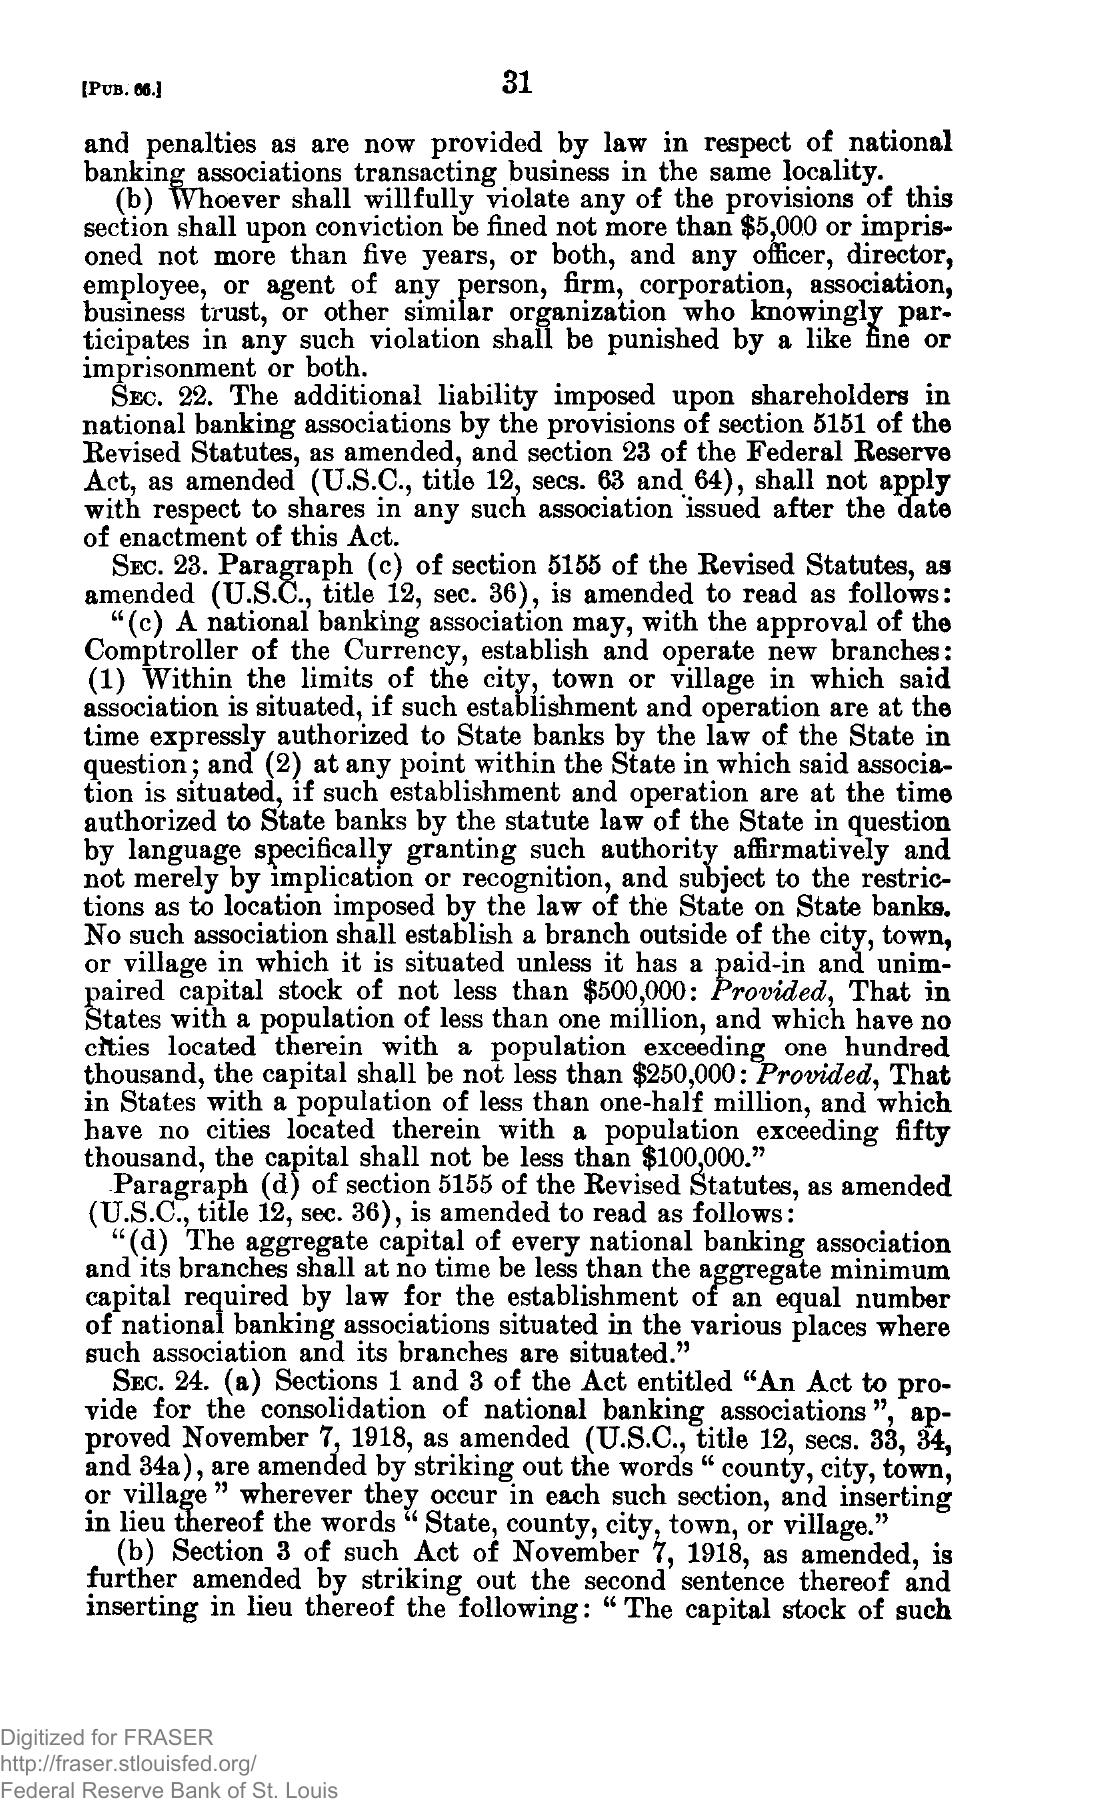 [PUB. 66.]
31
and penalties as are now provided by law in respect of national
banking associations transacting business in the same locality.
(b) Whoever shall willfully violate any of the provisions of this
section shall upon conviction be fined not more than $5,000 or impris-
oned not more than five years, or both, and any officer, director,
employee, or agent of any person, firm, corporation, association,
business trust, or other similar organization who knowingly par-
ticipates in any such violation shall be punished by a like fine or
imprisonment or both.
SEC. 22. The additional liability imposed upon shareholders in
national banking associations by the provisions of section 5151 of the
Revised Statutes, as amended, and section 23 of the Federal Reserve
Act, as amended (U.S.C., title 12, secs. 63 and 64), shall not apply
with respect to shares in any such association issued after the date
of enactment of this Act.
SEC. 23. Paragraph (c) of section 5155 of the Revised Statutes, as
amended (U.S.C., title 12, sec. 36), is amended to read as follows:
"(c) A national banking association may, with the approval of the
Comptroller of the Currency, establish and operate new branches:
(1) Within the limits of the city, town or village in which said
association is situated, if such establishment and operation are at the
time expressly authorized to State banks by the law of the State in
question; and (2) at any point within the State in which said associa-
tion is situated, if such establishment and operation are at the time
authorized to State banks by the statute law of the State in question
by language specifically granting such authority affirmatively and
not merely by implication or recognition, and subject to the restric-
tions as to location imposed by the law of the State on State banks.
No such association shall establish a branch outside of the city, town,
or village in which it is situated unless it has a paid-in and unim-
paired capital stock of not less than $500,000: Provided, That in
States with a population of less than one million, and which have no
cities located therein with a population exceeding one hundred
thousand, the capital shall be not less than $250,000: Provided, That
in States with a population of less than one-half million, and which
have no cities located therein with a population exceeding fifty
thousand, the capital shall not be less than $100,000."
Paragraph (d) of section 5155 of the Revised Statutes, as amended
(U.S.C., title 12, sec. 36), is amended to read as follows:
"(d) The aggregate capital of every national banking association
and its branches shall at no time be less than the aggregate minimum
capital required by law for the establishment of an equal number
of national banking associations situated in the various places where
such association and its branches are situated."
SEC. 24. (a) Sections 1 and 3 of the Act entitled "An Act to pro-
vide for the consolidation of national banking associations", ap-
proved November 7, 1918, as amended (U.S.C., title 12, secs. 33, 34,
and 34a), are amended by striking out the words "county, city, town,
or village" wherever they occur in each such section, and inserting
in lieu thereof the words "State, county, city, town, or village."
(b) Section 3 of such Act of November 7, 1918, as amended, is
further amended by striking out the second sentence thereof and
inserting in lieu thereof the following: "The capital stock of such
Digitized for FRASER
http://fraser.stlouisfed.org/
Federal Reserve Bank of St. Louis